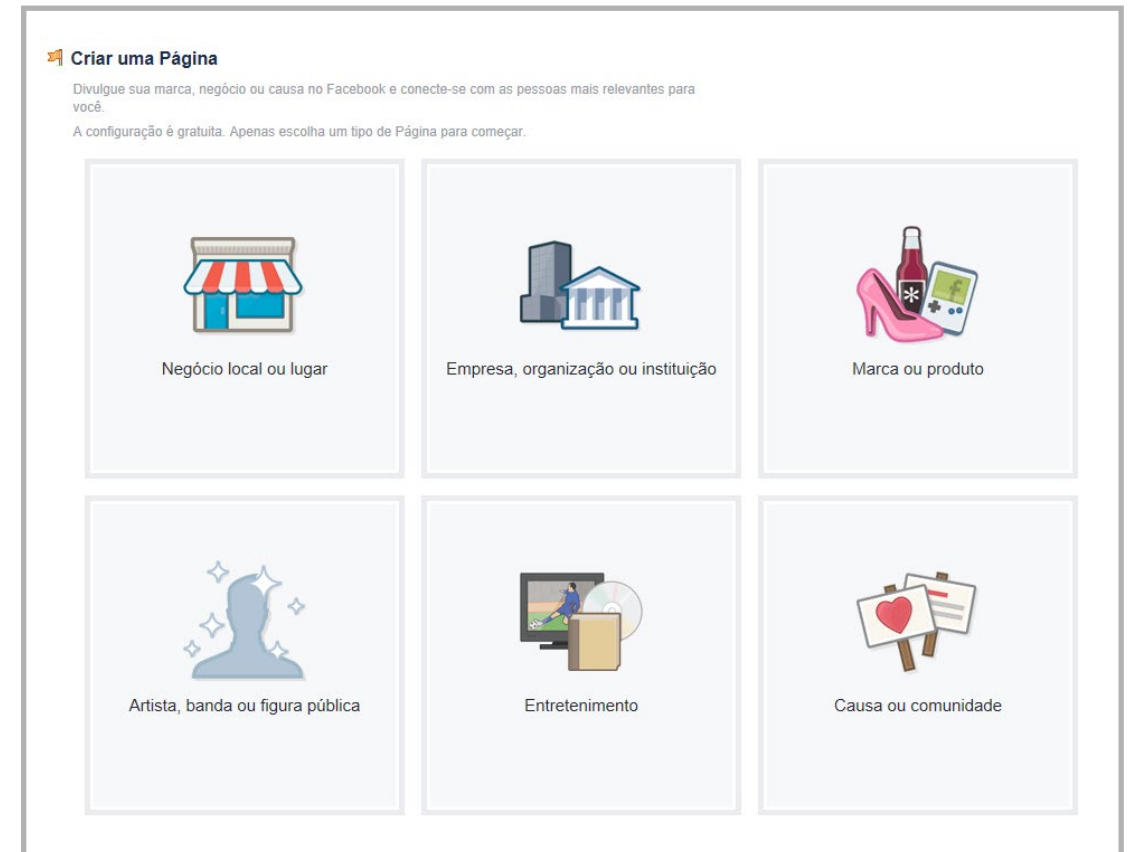 Criar uma Página
Divulgue sua marca, negócio ou causa no Facebook e conecte-se com as pessoas mais relevantes para
você.
A configuração é gratuita. Apenas escolha um tipo de Página para começar.
Negócio local ou lugar
Empresa, organização ou instituição
Marca ou produto
Artista, banda ou figura pública
Entretenimento
Causa ou comunidade